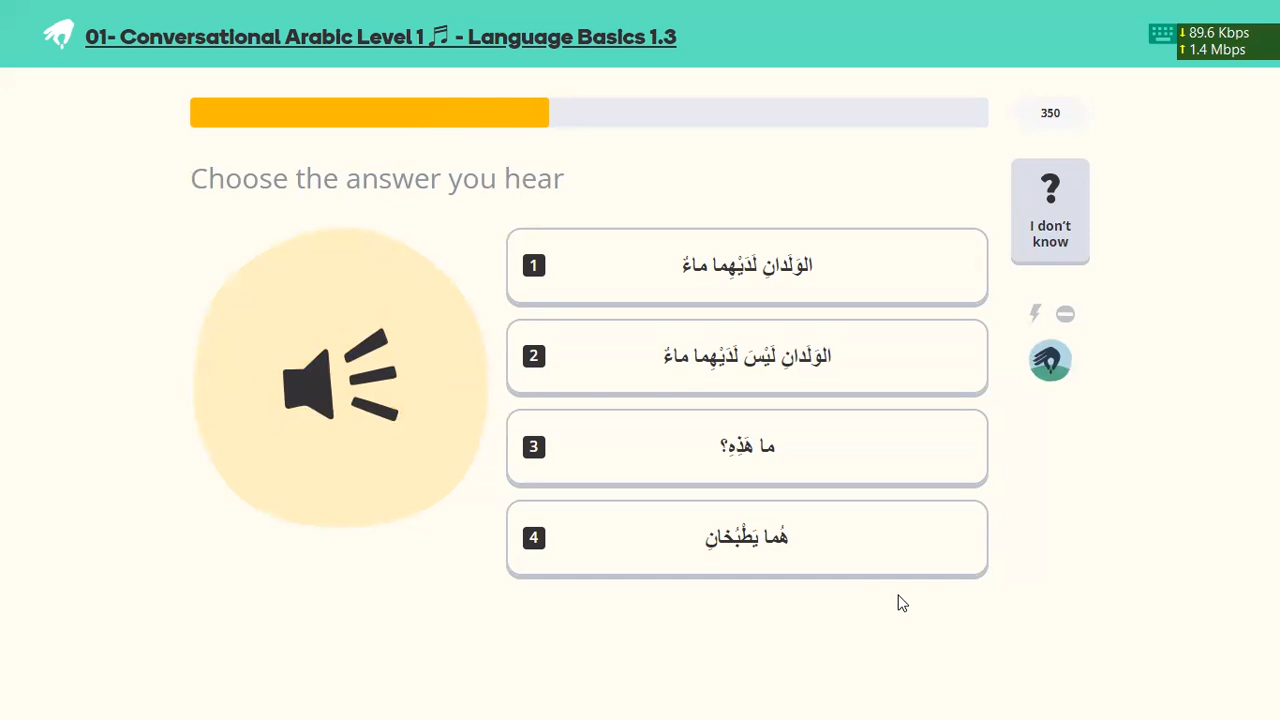 01- Conversational Arabic Level 1 🎵 - Language Basics 1.3
↓ 89.6 Kbps
↑ 1.4 Mbps
350
Choose the answer you hear
?
I don't
know
1 الوَلَدانِ لَدَيْهِما ماءٌ
2 الوَلَدانِ لَيْسَ لَدَيْهِما ماءٌ
3 ما هَذِهِ؟
4 هُما يَطْبُخانِ